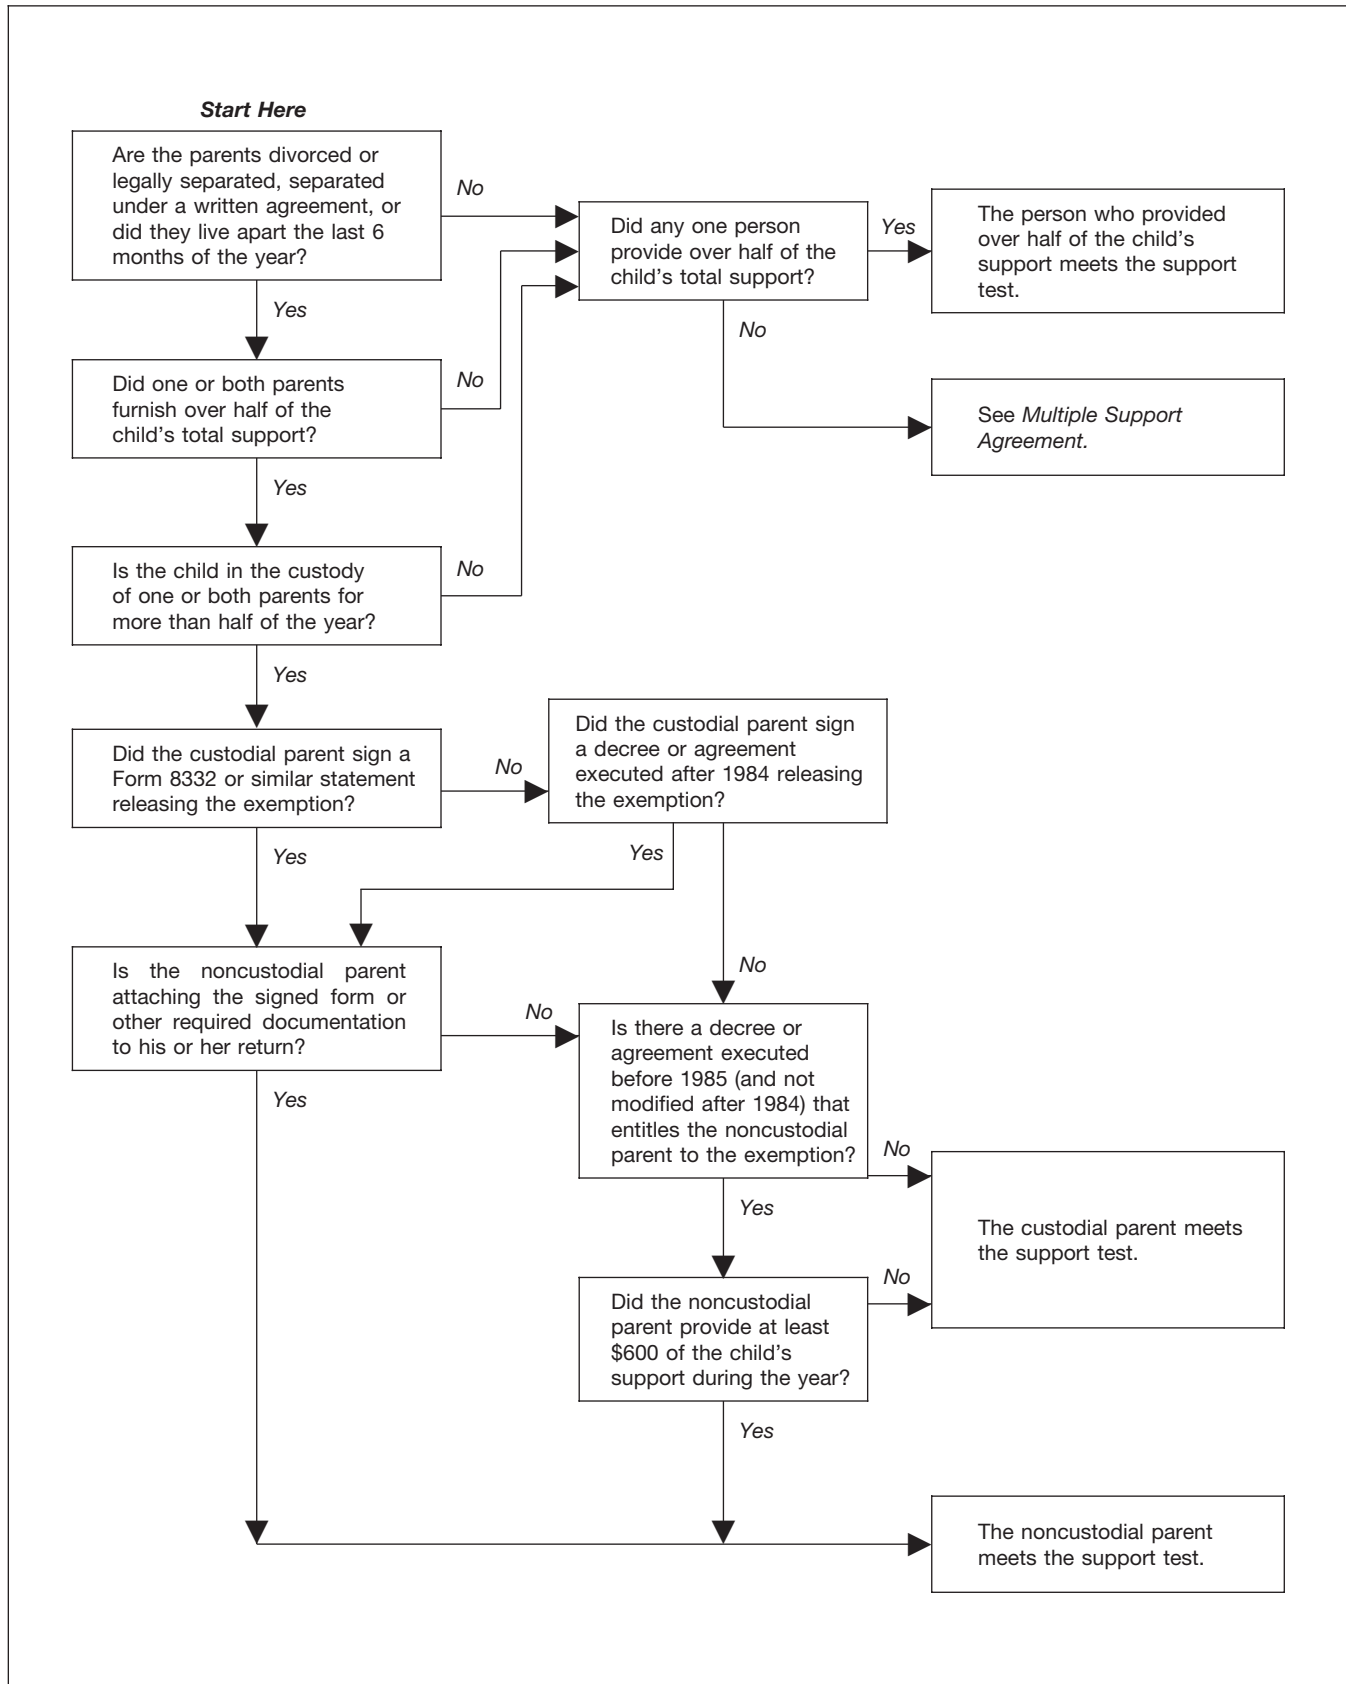 Start Here
Are the parents divorced or
legally separated, separated
under a written agreement, or
did they live apart the last 6
months of the year?
No
Did any one person
provide over half of the
child's total support?
Yes
The person who provided
over half of the child's
support meets the support
test.
Yes
No
Did one or both parents
furnish over half of the
child's total support?
No
See Multiple Support
Agreement.
Yes
Is the child in the custody
of one or both parents for
more than half of the year?
No
Yes
Did the custodial parent sign a
Form 8332 or similar statement
releasing the exemption?
No
Did the custodial parent sign
a decree or agreement
executed after 1984 releasing
the exemption?
Yes
Yes
No
Is the noncustodial parent
attaching the signed form or
other required documentation
to his or her return?
No
Is there a decree or
agreement executed
before 1985 (and not
modified after 1984) that
entitles the noncustodial
parent to the exemption?
Yes
No
The custodial parent meets
the support test.
Yes
Did the noncustodial
parent provide at least
$600 of the child's
support during the year?
No
Yes
The noncustodial parent
meets the support test.